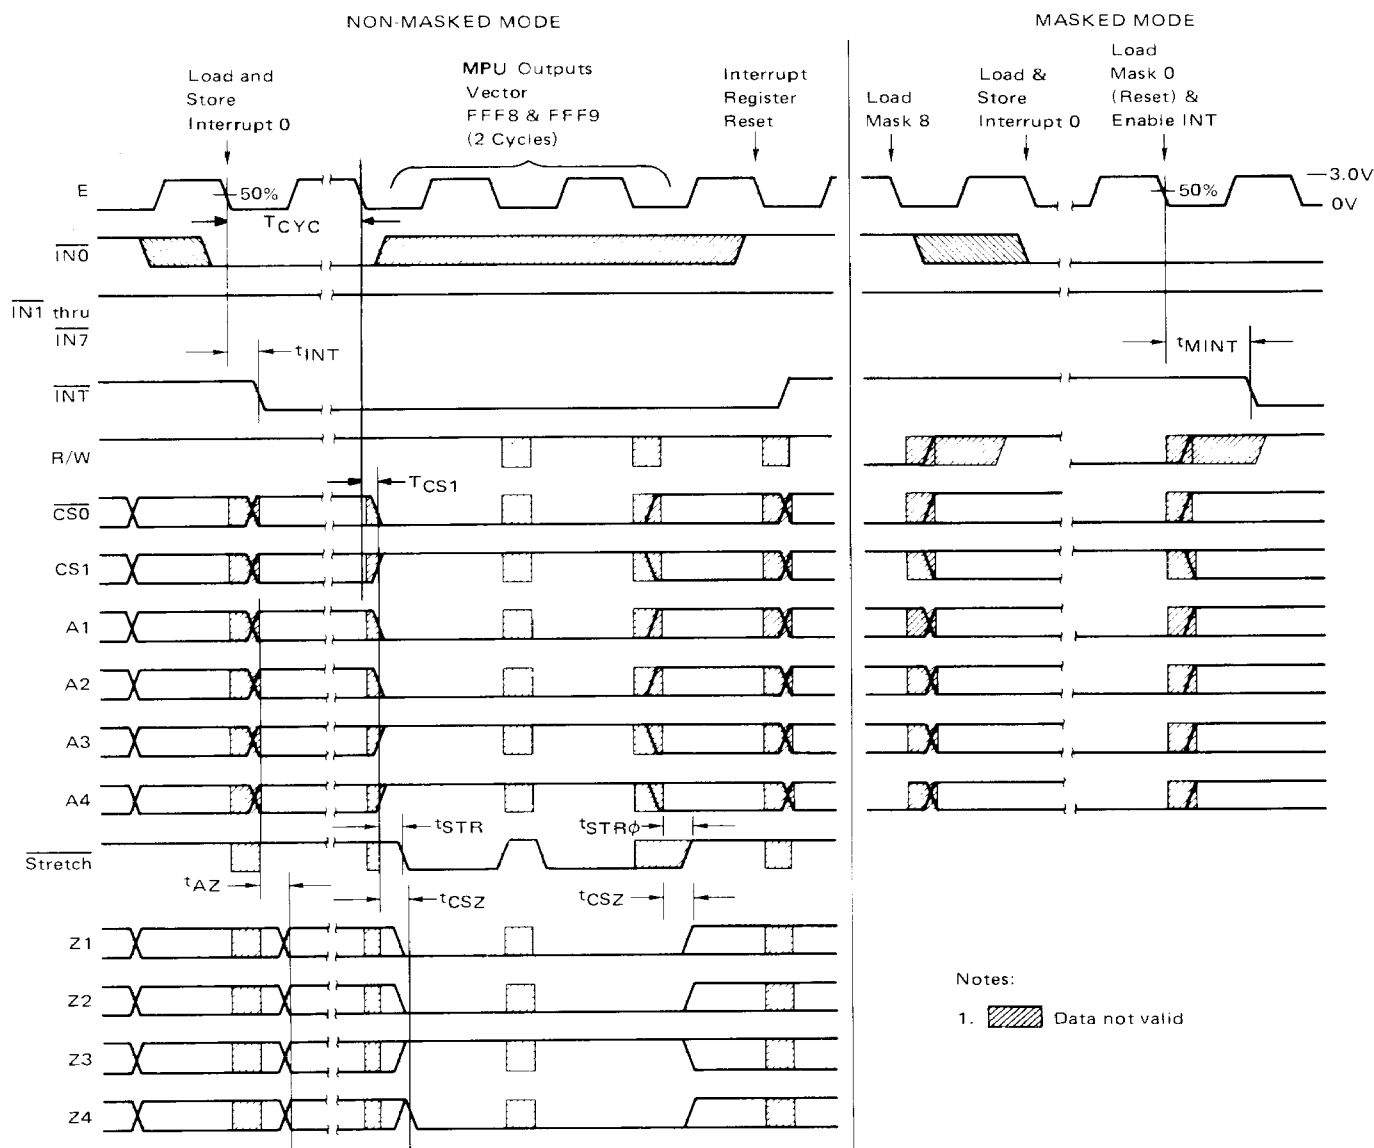 NON-MASKED MODE
MASKED MODE
Load and
Store
Interrupt 0
MPU Outputs
Vector
FFF8 & FFF9
(2 Cycles)
Interrupt
Register
Reset
Load
Mask 8
Load &
Store
Interrupt 0
Load
Mask 0
(Reset) &
Enable INT
E
50%
50%
3.0V
0V
TCYC
IN0
IN1 thru
IN7
tINT
tMINT
INT
R/W
TCS1
CS0
CS1
A1
A2
A3
A4
tSTR
tSTRφ
Stretch
tAZ
tCSZ
tCSZ
Z1
Z2
Z3
Z4
Notes:
1. Data not valid